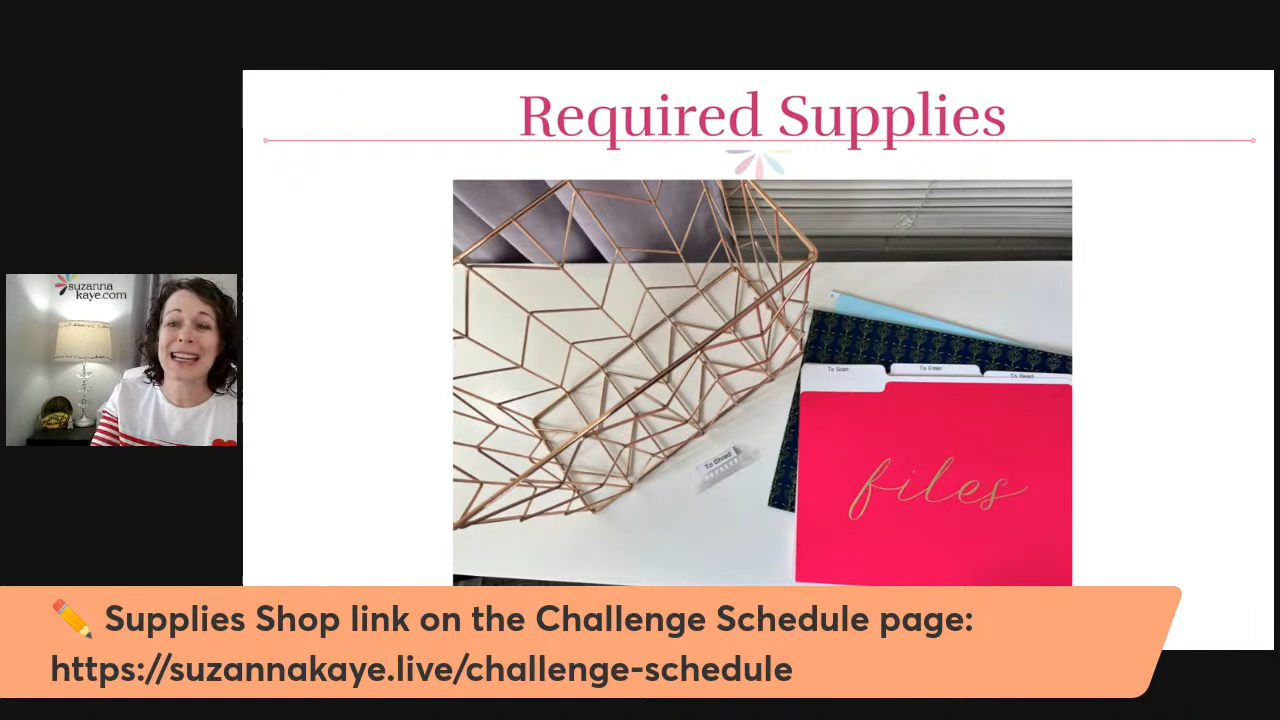 Required Supplies
suzanna
kaye.com
To Scan
To Enter
To Read
To Shred
files
✏️ Supplies Shop link on the Challenge Schedule page:
https://suzannakaye.live/challenge-schedule